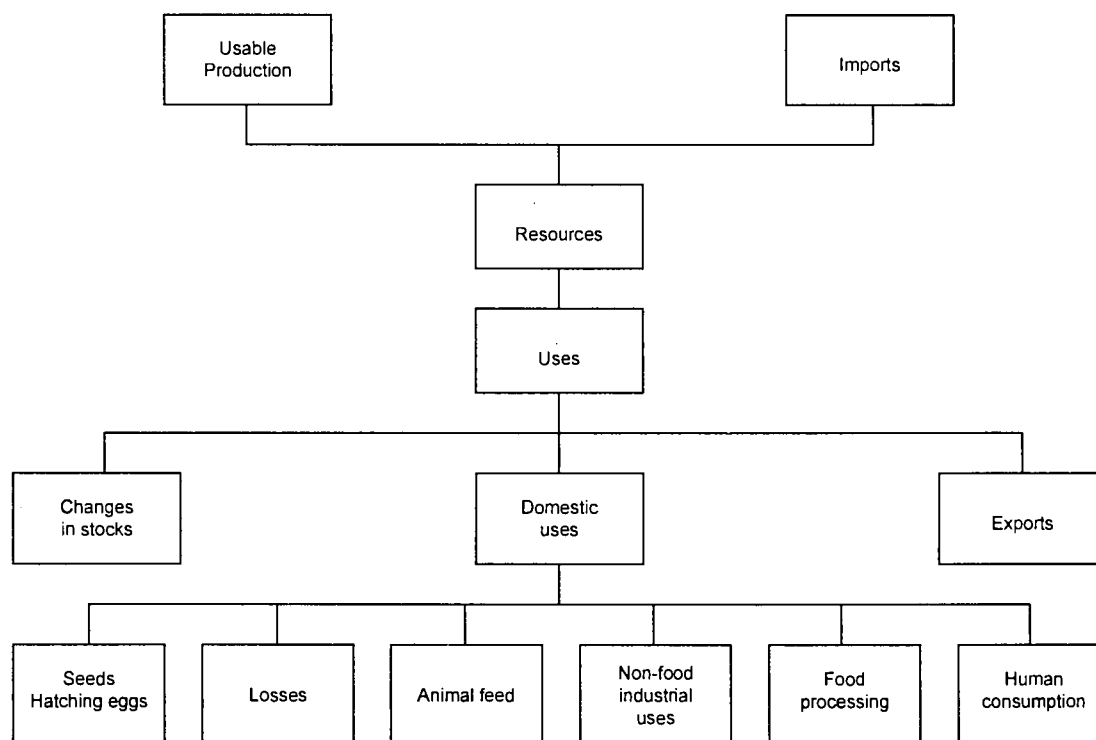 Usable
Production
Imports
Resources
Uses
Changes
in stocks
Domestic
uses
Exports
Seeds
Hatching eggs
Losses
Animal feed
Non-food
industrial
uses
Food
processing
Human
consumption